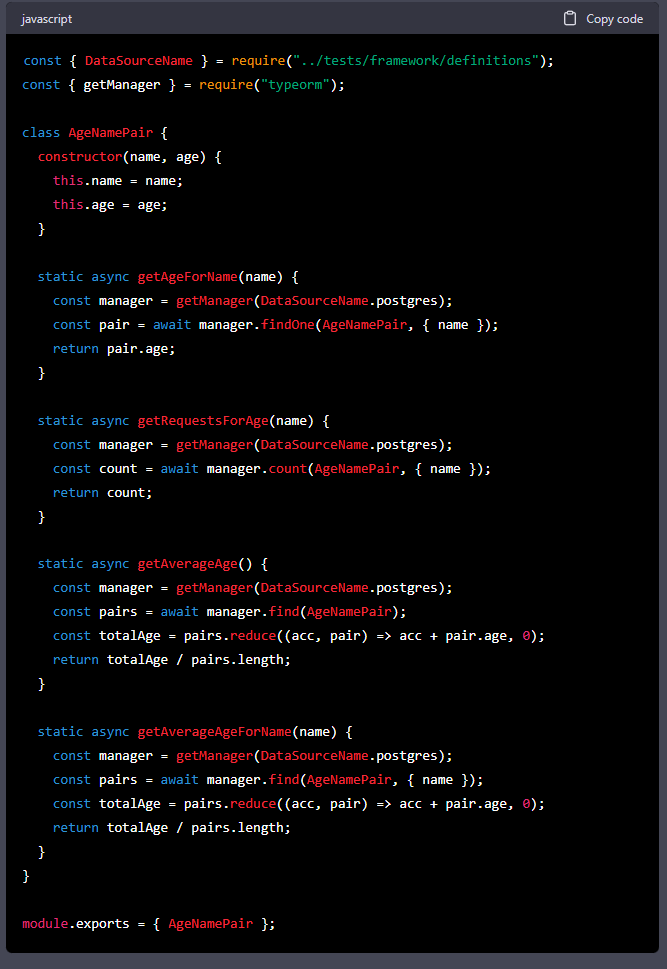 javascript
Copy code
const { DataSourceName } = require("../tests/framework/definitions");
const { getManager } = require("typeorm");

class AgeNamePair {
  constructor(name, age) {
    this.name = name;
    this.age = age;
  }

  static async getAgeForName(name) {
    const manager = getManager(DataSourceName.postgres);
    const pair = await manager.findOne(AgeNamePair, { name });
    return pair.age;
  }

  static async getRequestsForAge(name) {
    const manager = getManager(DataSourceName.postgres);
    const count = await manager.count(AgeNamePair, { name });
    return count;
  }

  static async getAverageAge() {
    const manager = getManager(DataSourceName.postgres);
    const pairs = await manager.find(AgeNamePair);
    const totalAge = pairs.reduce((acc, pair) => acc + pair.age, 0);
    return totalAge / pairs.length;
  }

  static async getAverageAgeForName(name) {
    const manager = getManager(DataSourceName.postgres);
    const pairs = await manager.find(AgeNamePair, { name });
    const totalAge = pairs.reduce((acc, pair) => acc + pair.age, 0);
    return totalAge / pairs.length;
  }
}

module.exports = { AgeNamePair };